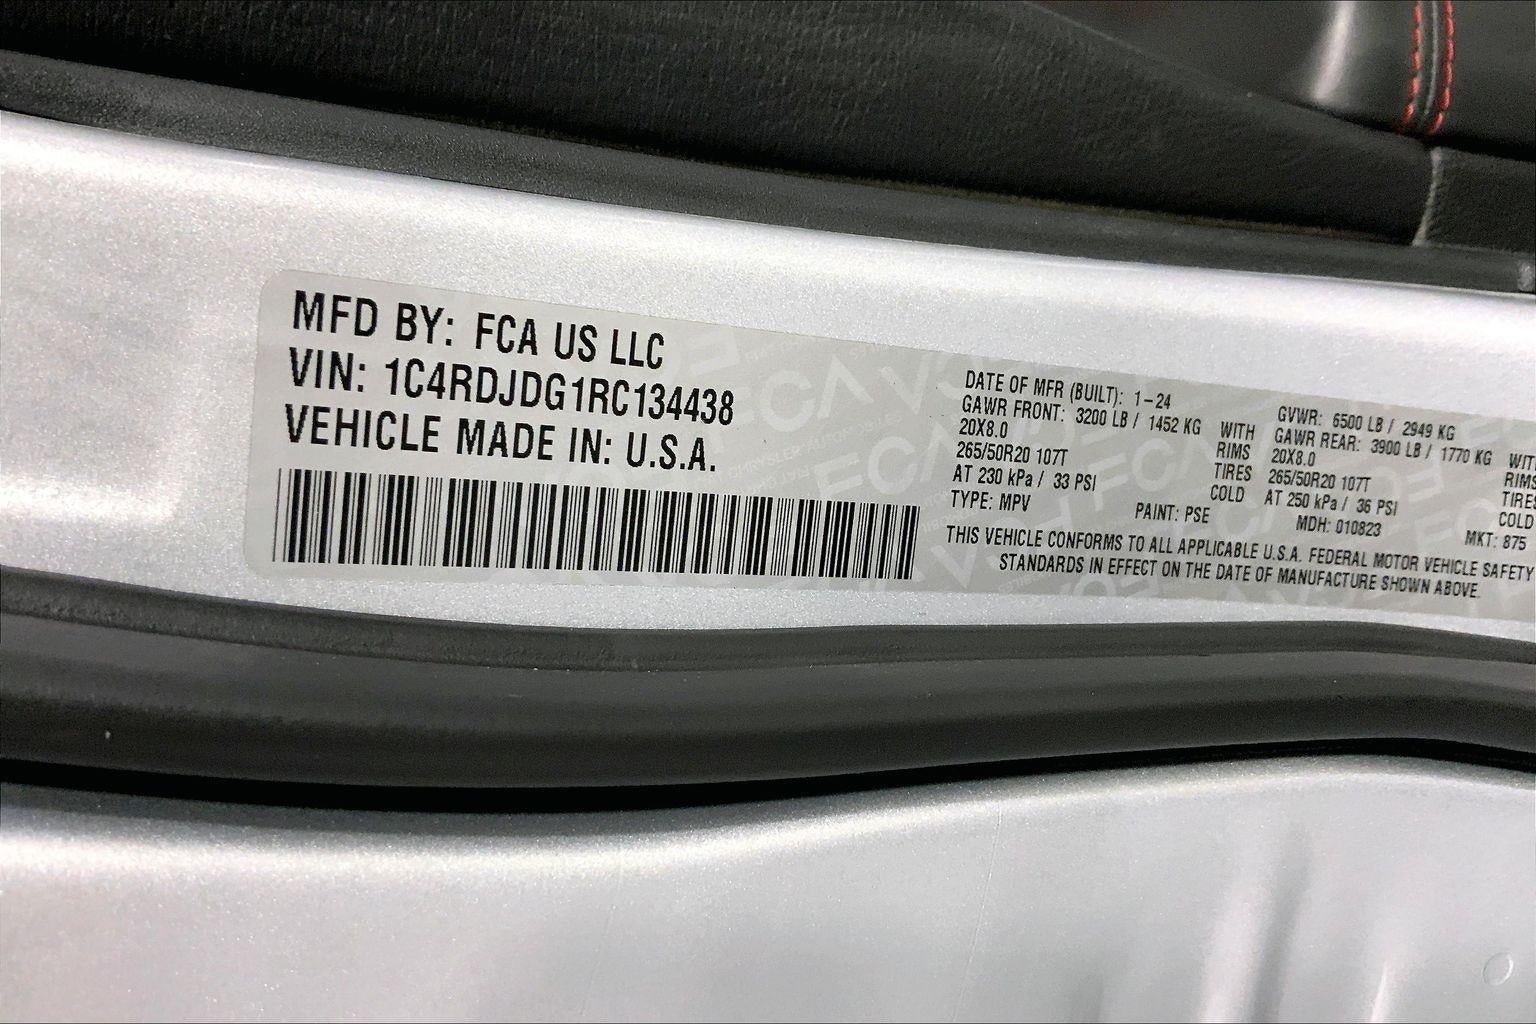 MFD BY: FCA US LLC
VIN: 1C4RDJDG1RC134438
VEHICLE MADE IN: U.S.A.
DATE OF MFR (BUILT): 1-24
GAWR FRONT: 3200 LB / 1452 KG WITH
20X8.0 RIMS
265/50R20 107T TIRES
AT 230 kPa / 33 PSI COLD
TYPE: MPV PAINT: PSE
GVWR: 6500 LB / 2949 KG
GAWR REAR: 3900 LB / 1770 KG WITH
20X8.0 RIMS
265/50R20 107T TIRES
AT 250 kPa / 36 PSI COLD
MDH: 010823 MKT: 875
THIS VEHICLE CONFORMS TO ALL APPLICABLE U.S.A. FEDERAL MOTOR VEHICLE SAFETY
STANDARDS IN EFFECT ON THE DATE OF MANUFACTURE SHOWN ABOVE.